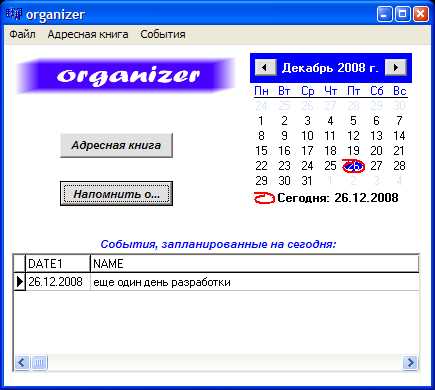 organizer
Файл Адресная книга События
organizer
Декабрь 2008 г.
Пн Вт Ср Чт Пт Сб Вс
24 25 26 27 28 29 30
1 2 3 4 5 6 7
8 9 10 11 12 13 14
15 16 17 18 19 20 21
22 23 24 25 26 27 28
29 30 31 1 2 3 4
Сегодня: 26.12.2008
Адресная книга
Напомнить о...
События, запланированные на сегодня:
DATE1 NAME
26.12.2008 еще один день разработки